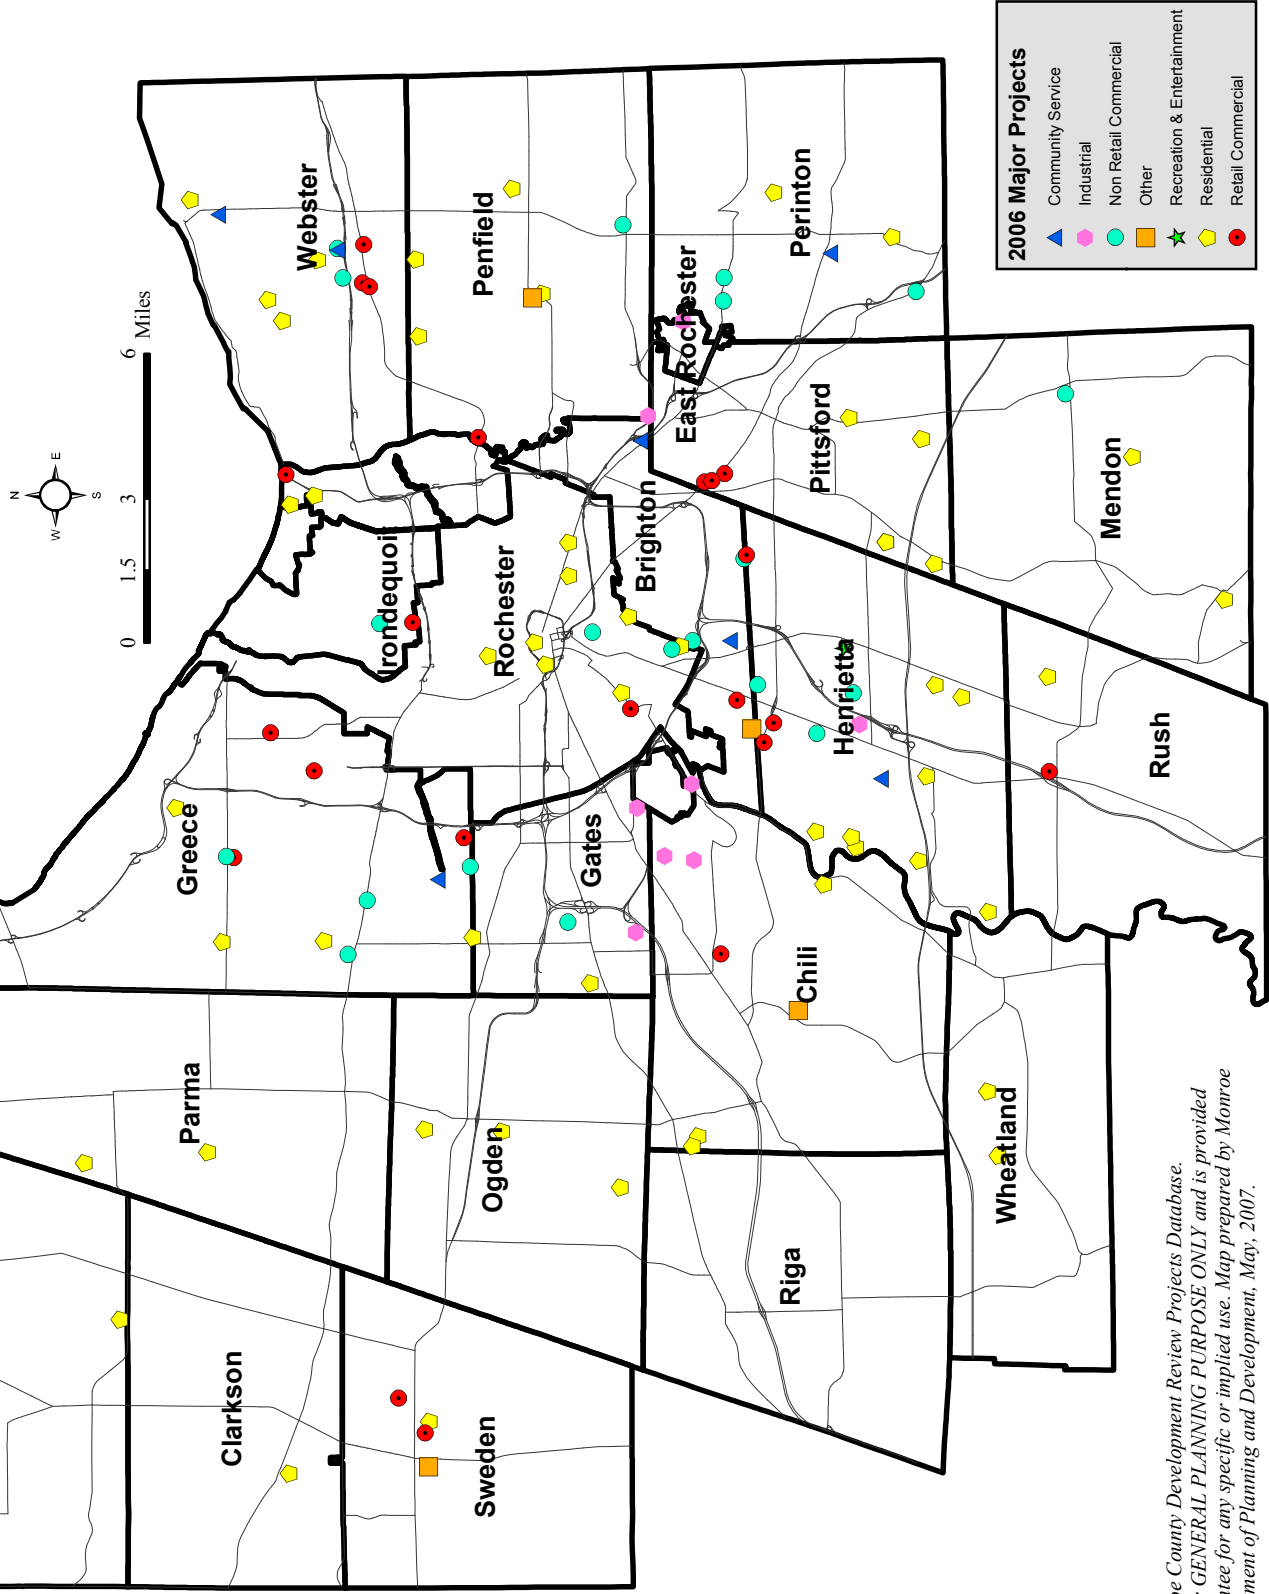 N
W E
S
0 1.5 3 6
Miles
Parma
Greece
Clarkson
Webster
Irondequoit
Sweden
Ogden
Rochester
Penfield
Gates
Brighton
East Rochester
Riga
Chili
Pittsford
Perinton
Henrietta
Wheatland
Mendon
Rush
2006 Major Projects
Community Service
Industrial
Non Retail Commercial
Other
Recreation & Entertainment
Residential
Retail Commercial
County Development Review Projects Database.
GENERAL PLANNING PURPOSE ONLY and is provided
tee for any specific or implied use. Map prepared by Monroe
ment of Planning and Development, May, 2007.